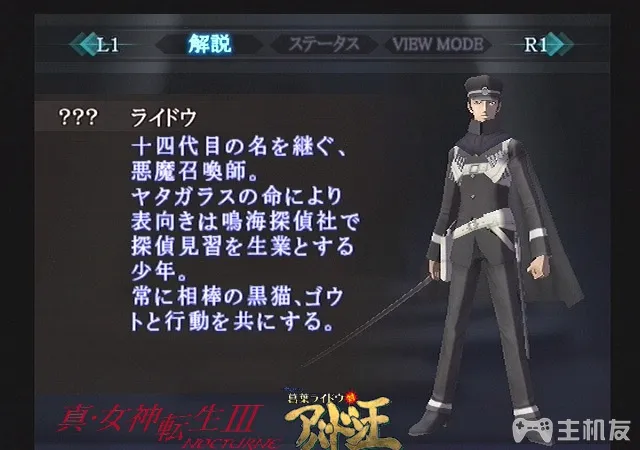 L1 解説 ステータス VIEW MODE R1
??? ライドウ
十四代目の名を継ぐ、
悪魔召喚師。
ヤタガラスの命により
表向きは鳴海探偵社で
探偵見習を生業とする
少年。
常に相棒の黒猫、ゴウ
トと行動を共にする。
葛葉ライドウ
真・女神転生III
NOCTURNE
アバドン王
主机友